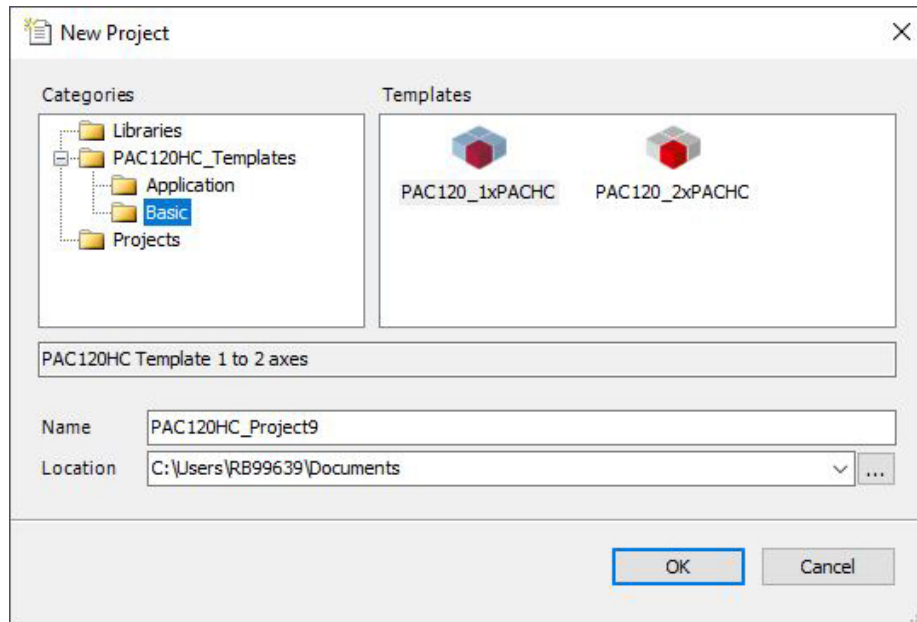 New Project
Categories
Templates
Libraries
PAC120HC_Templates
Application
Basic
Projects
PAC120_1xPACHC PAC120_2xPACHC
PAC120HC Template 1 to 2 axes
Name PAC120HC_Project9
Location C:\Users\RB99639\Documents ...
OK Cancel